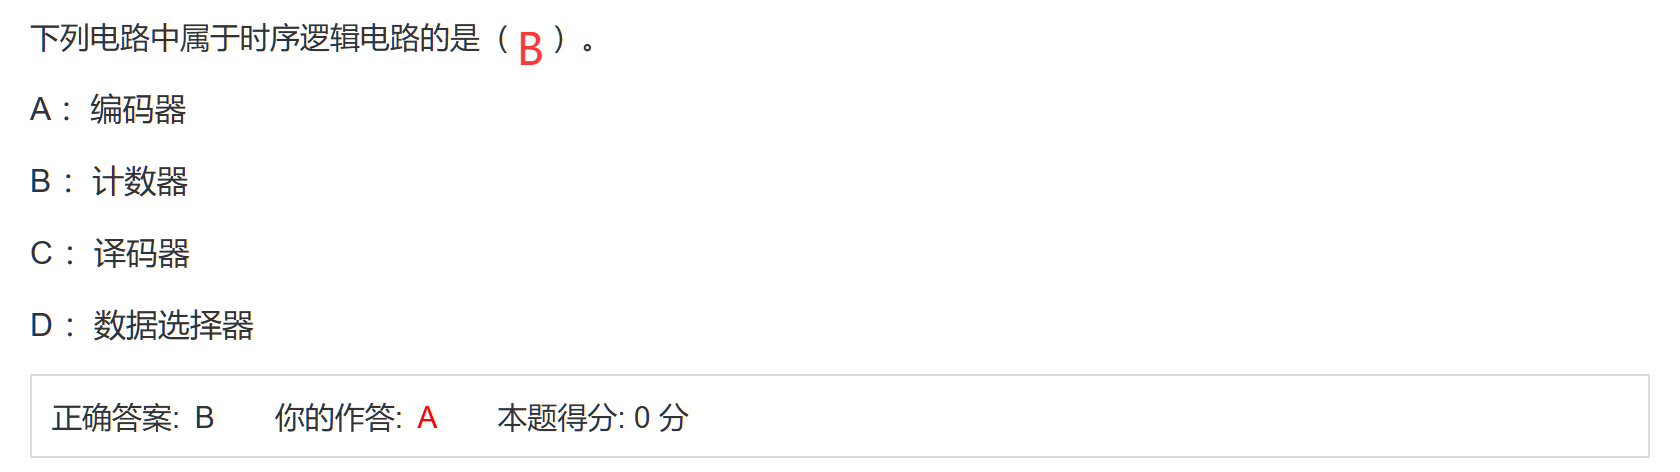 下列电路中属于时序逻辑电路的是（ B ）。
A： 编码器
B： 计数器
C： 译码器
D： 数据选择器
正确答案: B 你的作答: A 本题得分: 0 分